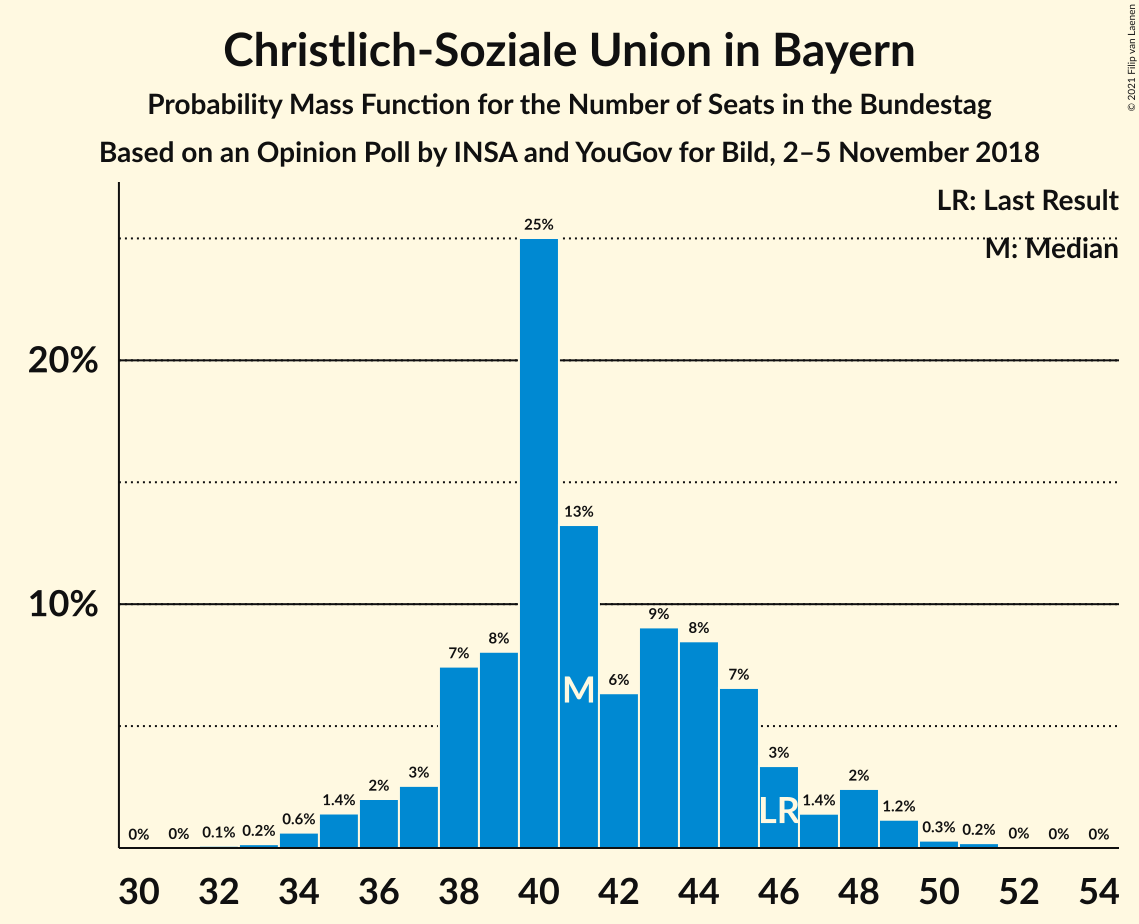 Christlich-Soziale Union in Bayern
Probability Mass Function for the Number of Seats in the Bundestag
Based on an Opinion Poll by INSA and YouGov for Bild, 2–5 November 2018
© 2021 Filip van Laenen
LR: Last Result
M: Median
20%
10%
0% 0% 0.1% 0.2% 0.6% 1.4% 2% 3% 7% 8% 25% 13% 6% 9% 8% 7% 3% 1.4% 2% 1.2% 0.3% 0.2% 0% 0% 0%
M
LR
30 32 34 36 38 40 42 44 46 48 50 52 54